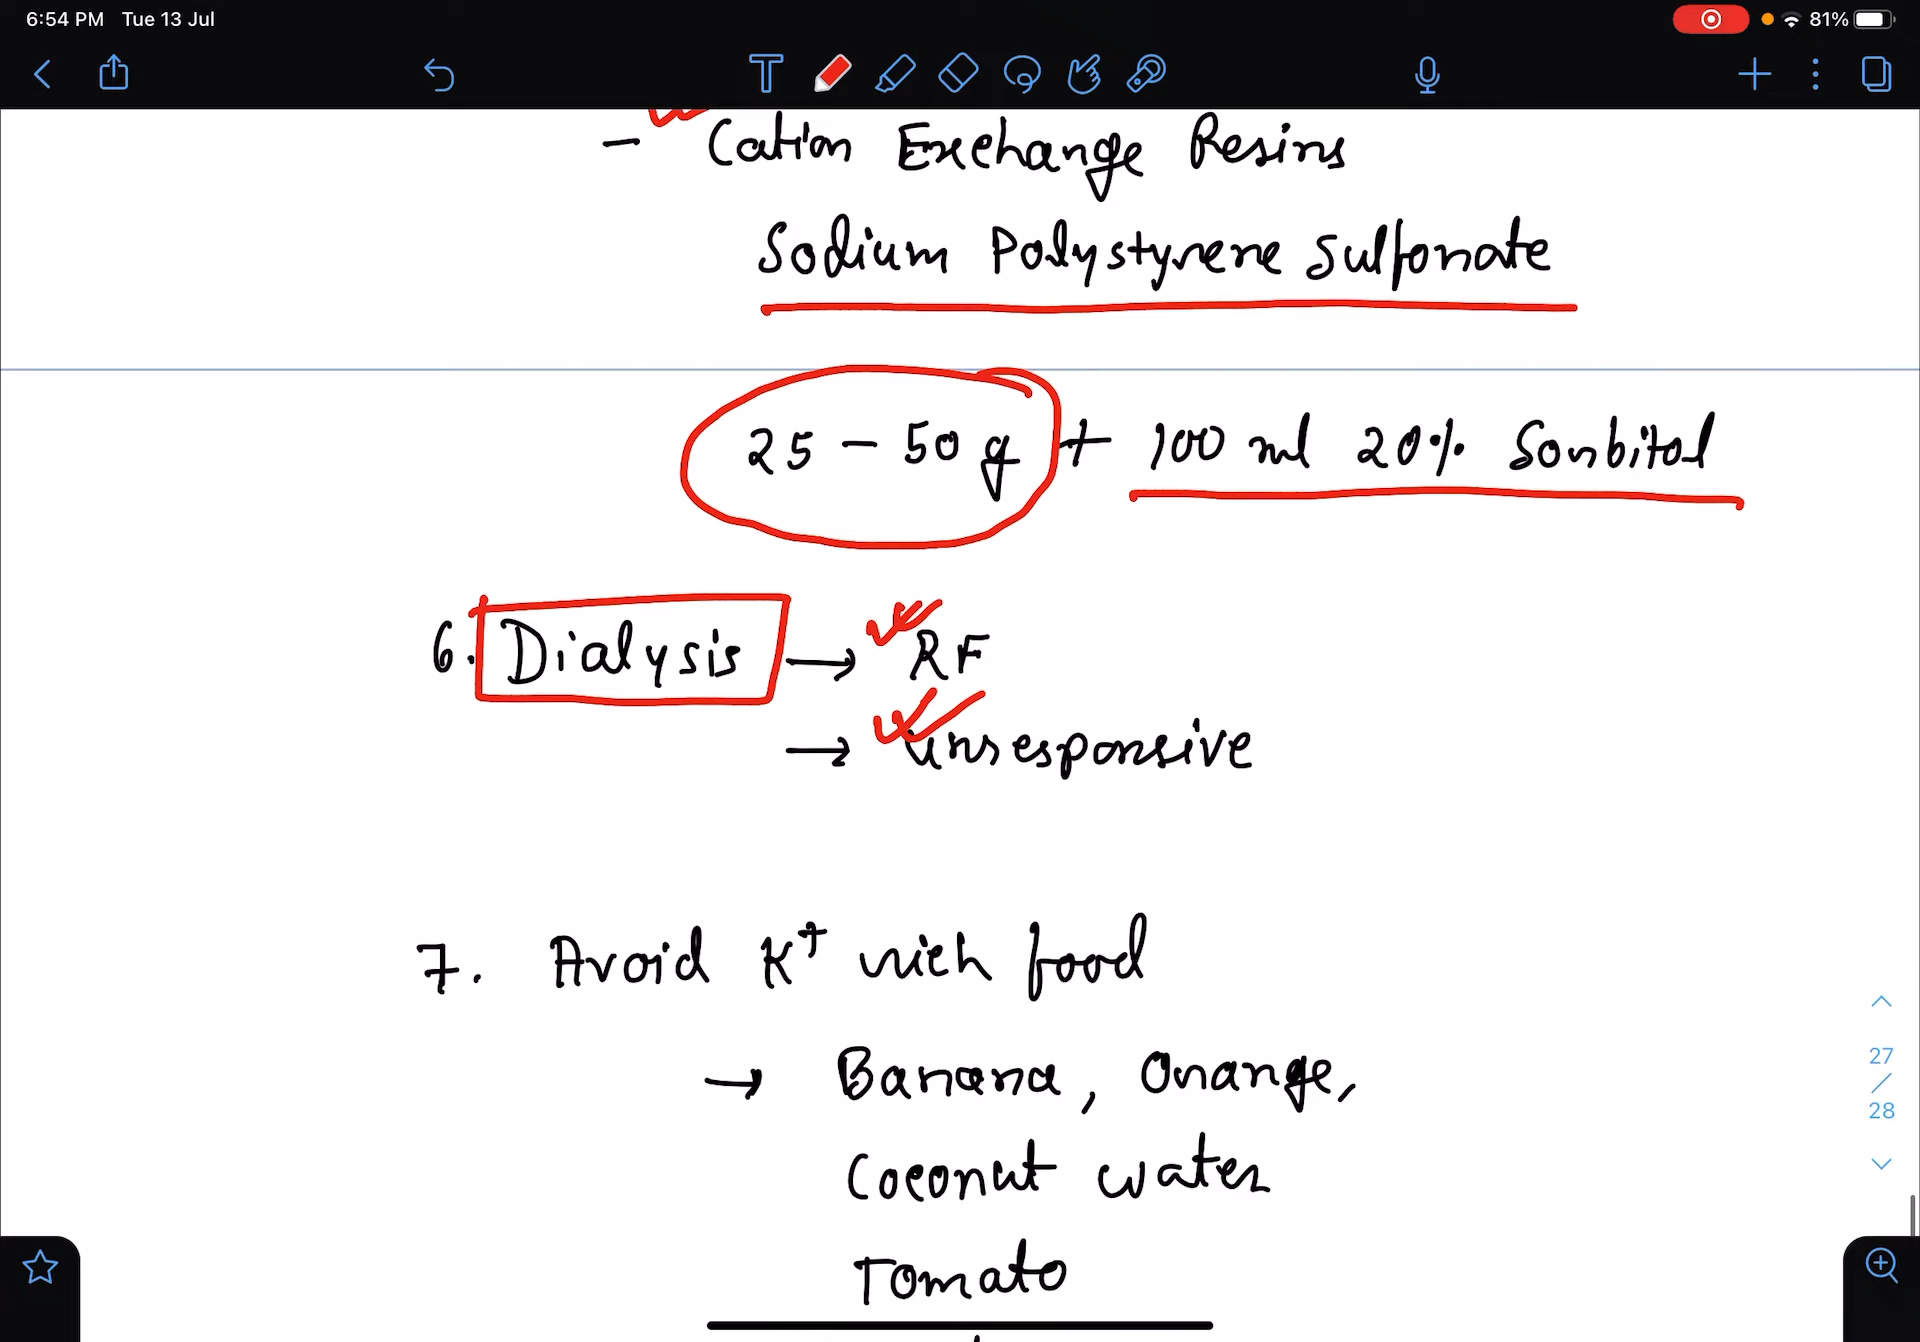 6:54 PM Tue 13 Jul
81%
- Cation Exchange Resins
Sodium Polystyrene Sulfonate
25 - 50 g + 100 ml 20% Sorbitol
6. Dialysis → RF
→ Unresponsive
7. Avoid K⁺ rich food
→ Banana, Orange,
Coconut water
Tomato
27
/
28